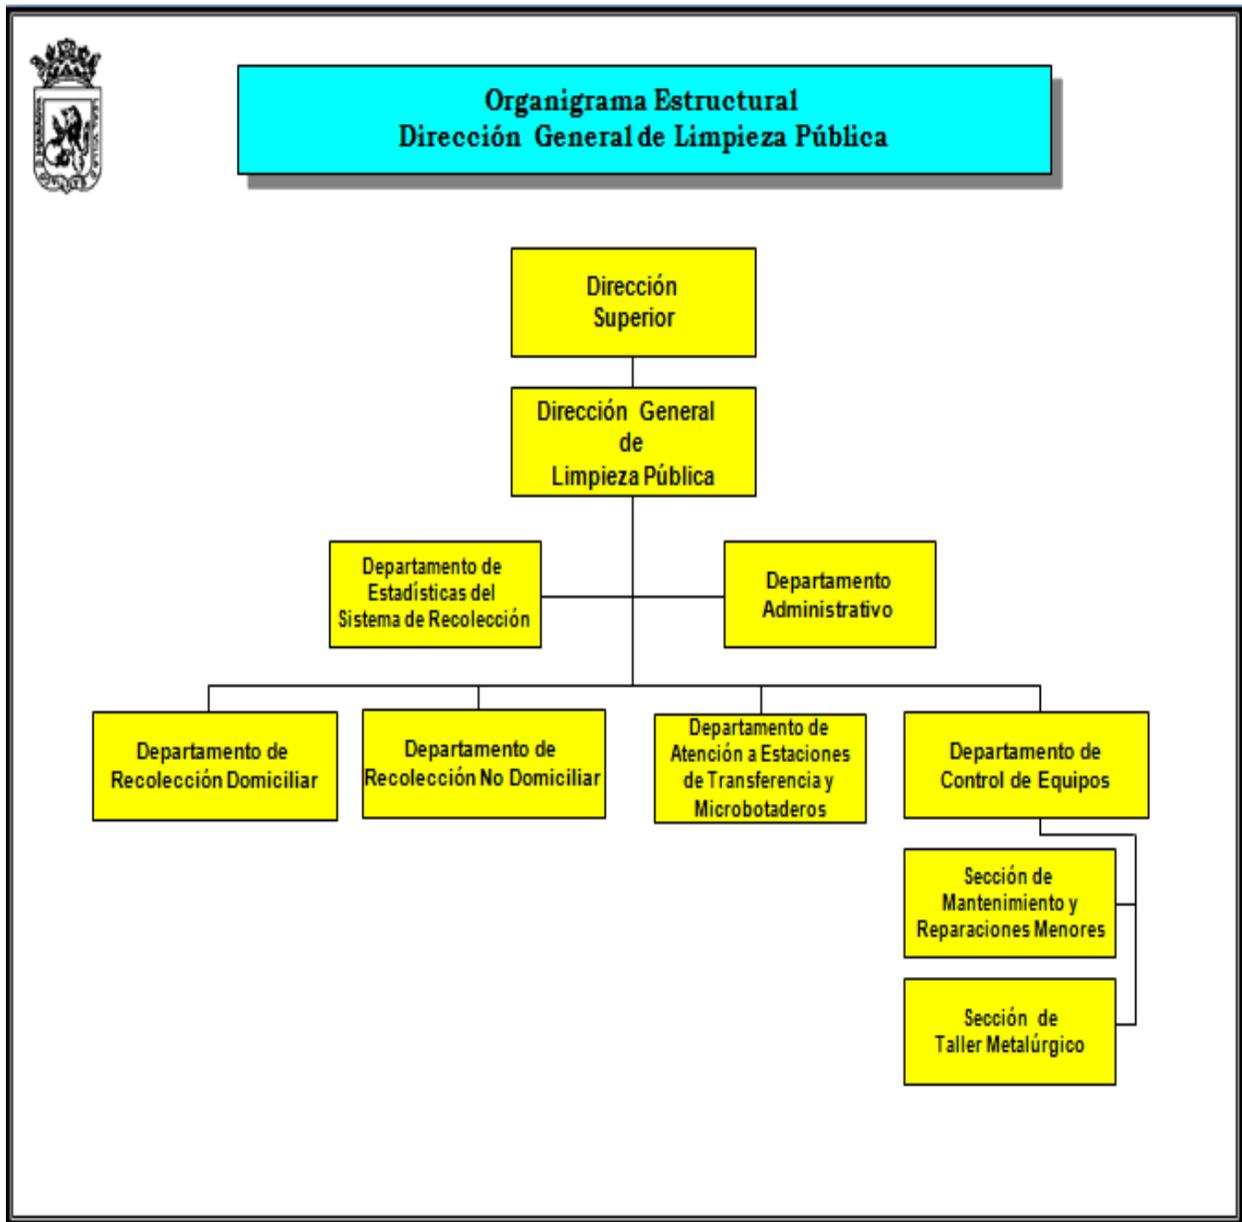 Organigrama Estructural
Dirección General de Limpieza Pública
Dirección
Superior
Dirección General
de
Limpieza Pública
Departamento de
Estadísticas del
Sistema de Recolección
Departamento
Administrativo
Departamento de
Recolección Domiciliar
Departamento de
Recolección No Domiciliar
Departamento de
Atención a Estaciones
de Transferencia y
Microbotaderos
Departamento de
Control de Equipos
Sección de
Mantenimiento y
Reparaciones Menores
Sección de
Taller Metalúrgico